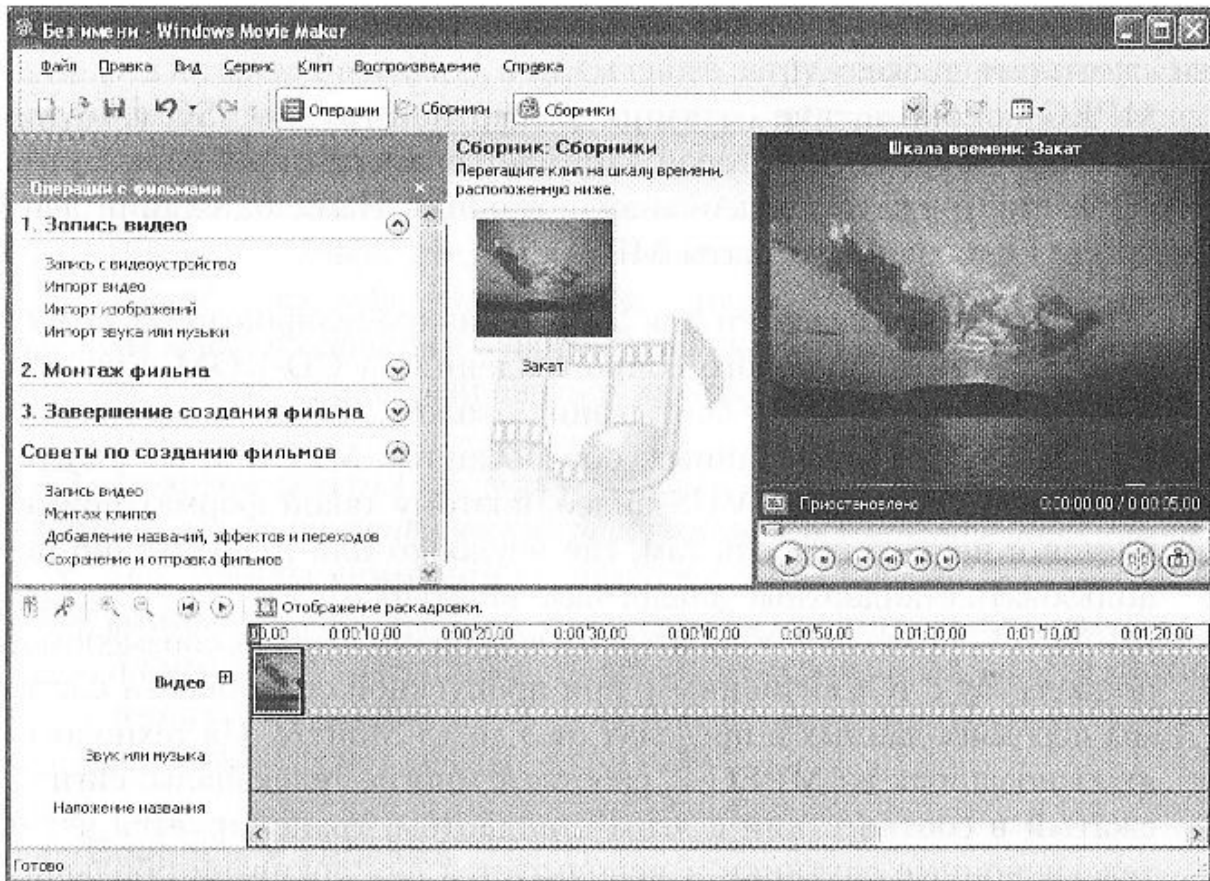 Без имени - Windows Movie Maker
Файл Правка Вид Сервис Клип Воспроизведение Справка
Операции Сборники Сборники
Операции с фильмами
1. Запись видео
Запись с видеоустройства
Импорт видео
Импорт изображений
Импорт звука или музыки
2. Монтаж фильма
3. Завершение создания фильма
Советы по созданию фильмов
Запись видео
Монтаж клипов
Добавление названий, эффектов и переходов
Сохранение и отправка фильмов
Сборник: Сборники
Перетащите клип на шкалу времени,
расположенную ниже.
Закат
Шкала времени: Закат
Приостановлено 0:00:00,00 / 0:00:05,00
Отображение раскадровки.
00,00 0:00:10,00 0:00:20,00 0:00:30,00 0:00:40,00 0:00:50,00 0:01:00,00 0:01:10,00 0:01:20,00
Видео
Звук или музыка
Наложение названия
Готово